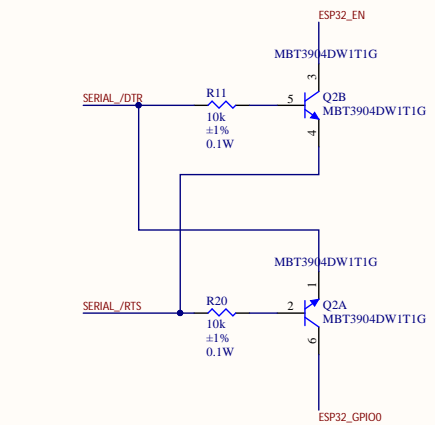 ESP32_EN
MBT3904DW1T1G
3
SERIAL_/DTR
R11
5
Q2B
10k
MBT3904DW1T1G
±1%
4
0.1W
MBT3904DW1T1G
1
SERIAL_/RTS
R20
2
Q2A
10k
MBT3904DW1T1G
±1%
6
0.1W
ESP32_GPIO0